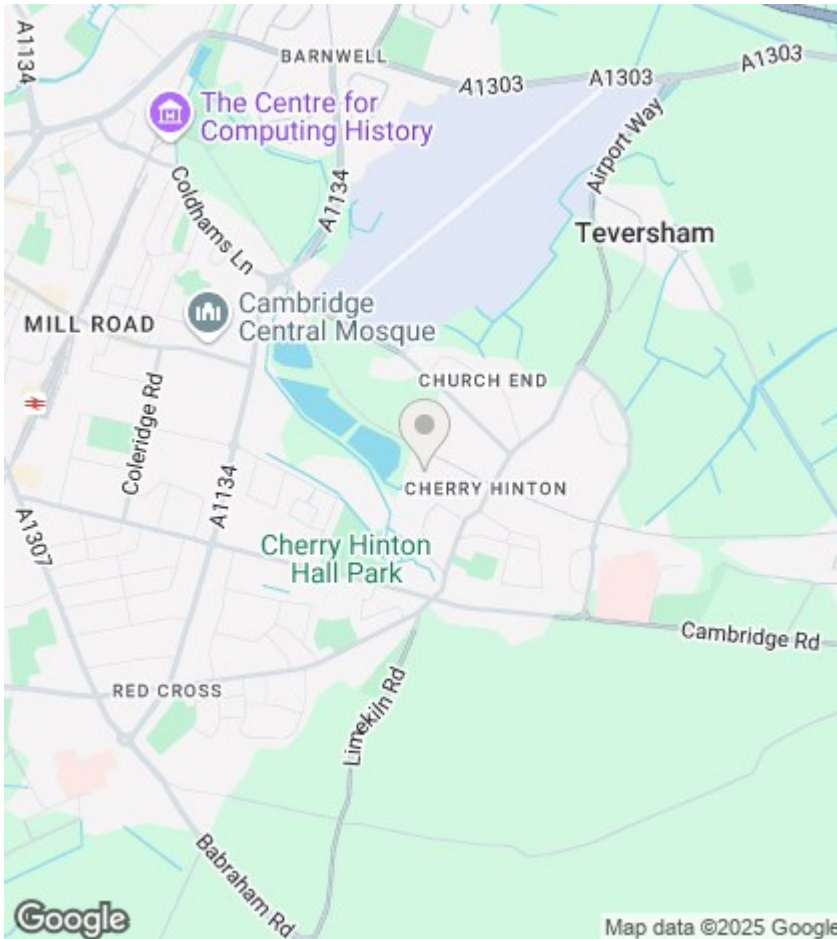 A1134
BARNWELL
A1303
A1303
A1303
The Centre for
Computing History
Airport Way
Coldhams Ln
A1134
Teversham
Cambridge
Central Mosque
MILL ROAD
CHURCH END
Coleridge Rd
CHERRY HINTON
A1134
A1307
Cherry Hinton
Hall Park
Cambridge Rd
RED CROSS
Limekiln Rd
Babraham Rd
Google
Map data ©2025 Google